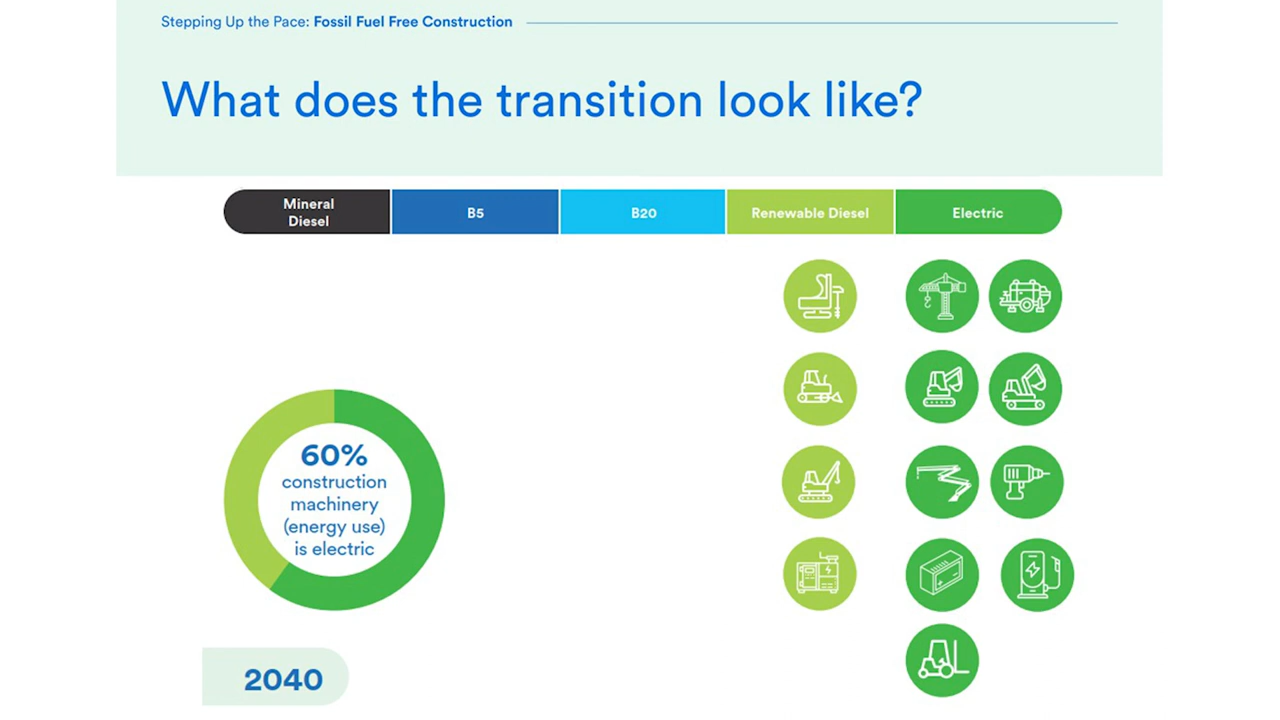 Stepping Up the Pace: Fossil Fuel Free Construction
What does the transition look like?
Mineral
Diesel
B5
B20
Renewable Diesel
Electric
60%
construction
machinery
(energy use)
is electric
2040